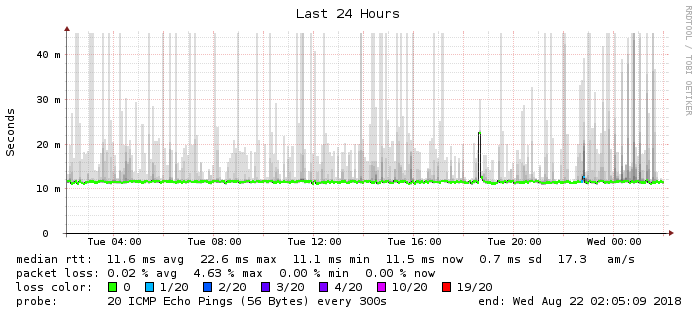 Last 24 Hours
RRDTOOL / TOBI OETIKER
Seconds
40 m
30 m
20 m
10 m
0
Tue 04:00 Tue 08:00 Tue 12:00 Tue 16:00 Tue 20:00 Wed 00:00
median rtt: 11.6 ms avg 22.6 ms max 11.1 ms min 11.5 ms now 0.7 ms sd 17.3 am/s
packet loss: 0.02 % avg 4.63 % max 0.00 % min 0.00 % now
loss color: 0 1/20 2/20 3/20 4/20 10/20 19/20
probe: 20 ICMP Echo Pings (56 Bytes) every 300s end: Wed Aug 22 02:05:09 2018